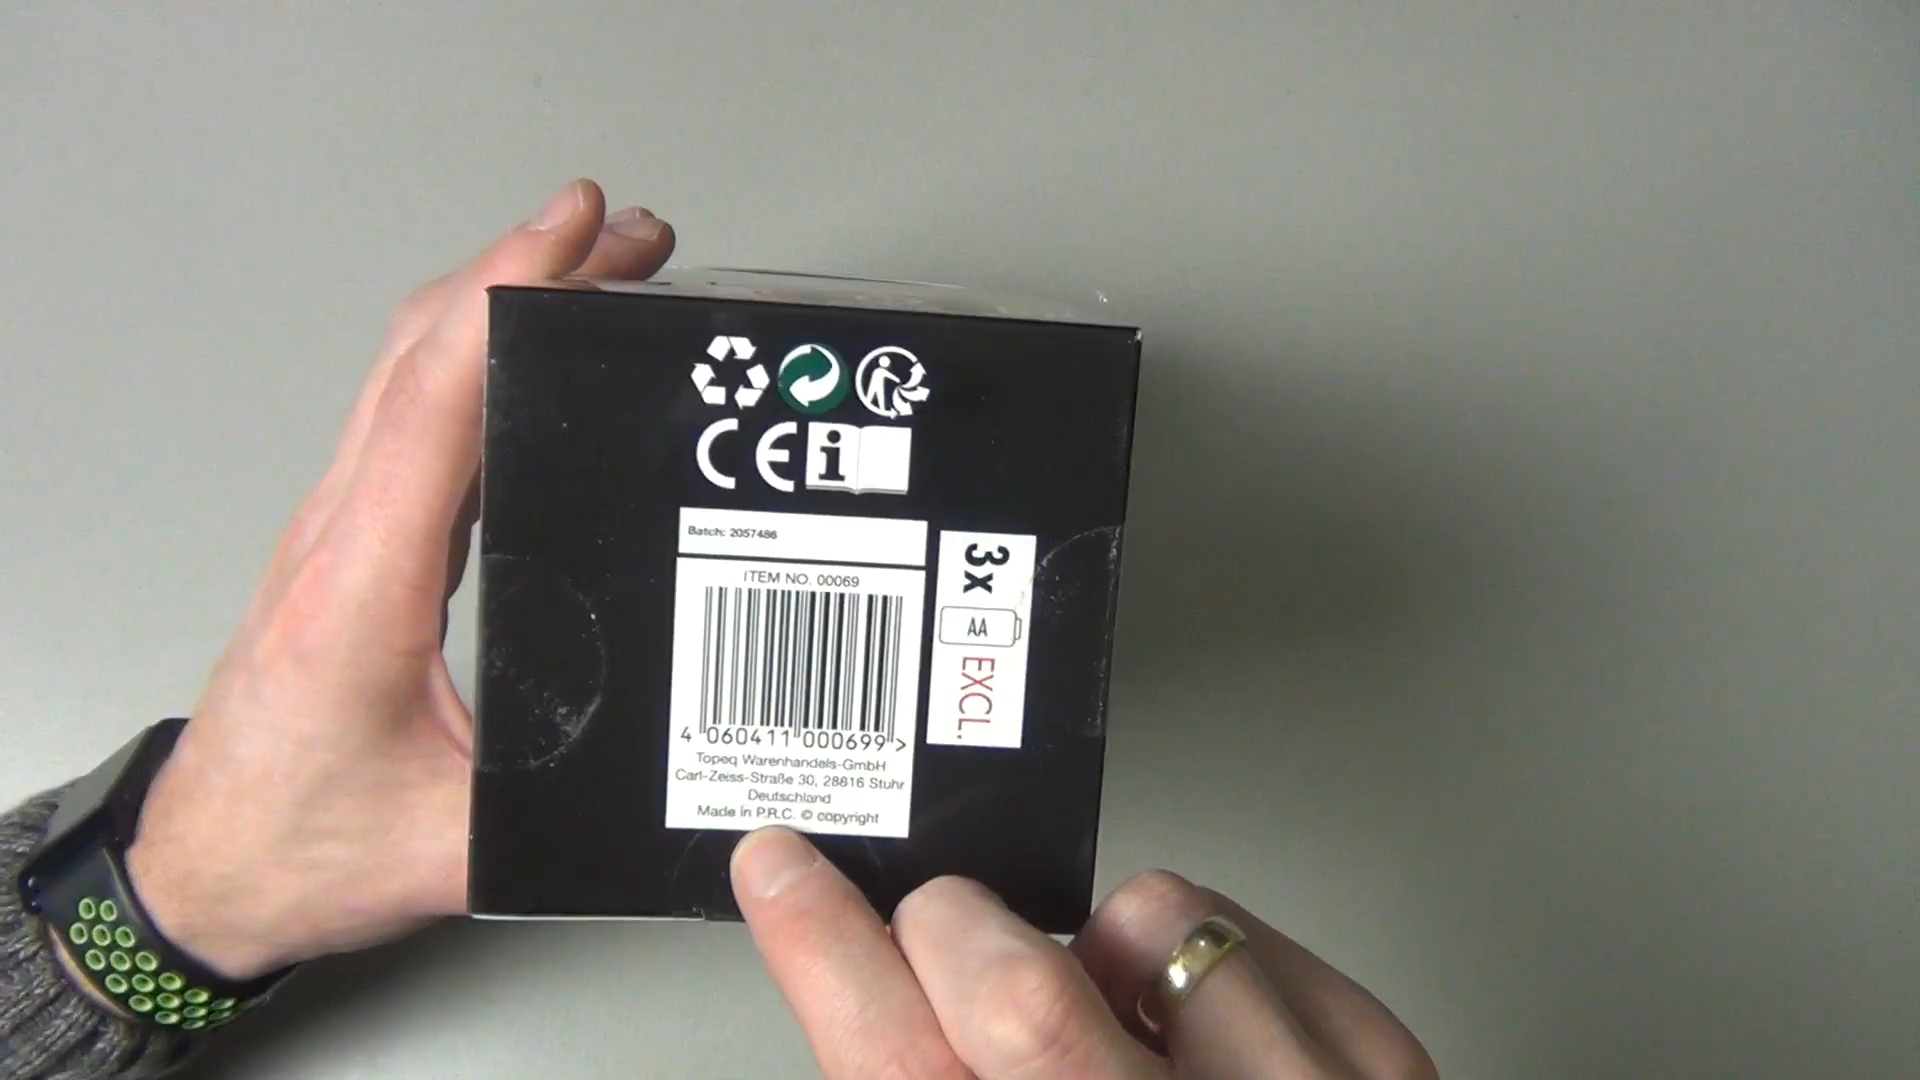 CE
i
Batch: 2057486
ITEM NO. 00069
4 060411 000699 >
Topeq Warenhandels-GmbH
Carl-Zeiss-Straße 30, 28816 Stuhr
Deutschland
Made in P.R.C. © copyright
3x
AA
EXCL.